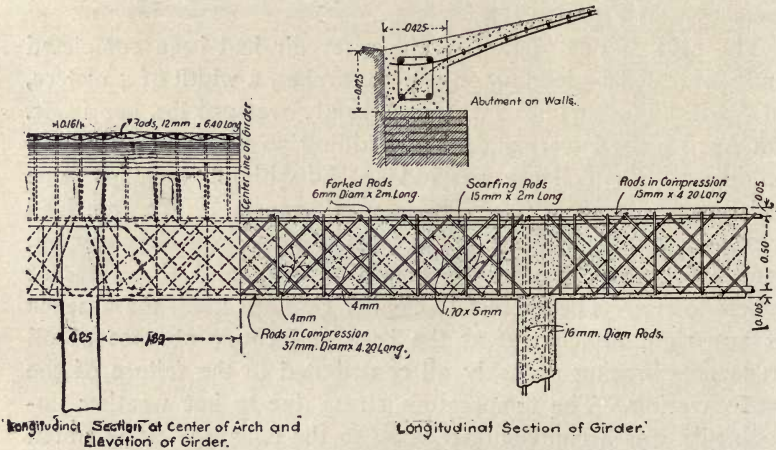 0.425
0.425
Abutment on Walls.
0.161
Rods, 12mm x 6.40 Long.
Center Line of Girder.
Forked Rods
6mm Diam x 2m Long.
Scarfing Rods
15mm x 2m Long
Rods in Compression
15mm x 4 20 Long
0.05
0.50
0.105
4mm
4mm
1.70 x 5mm
Rods in Compression
37mm. Diam x 4.20 Long.
16mm. Diam Rods.
0.25
Longitudinal Section at Center of Arch and
Elevation of Girder.
Longitudinal Section of Girder.